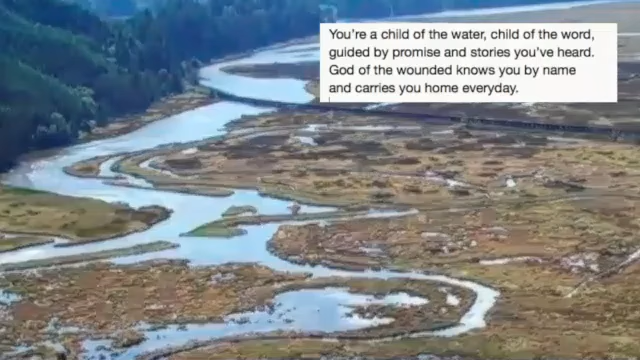 You're a child of the water, child of the word,
guided by promise and stories you've heard.
God of the wounded knows you by name
and carries you home everyday.